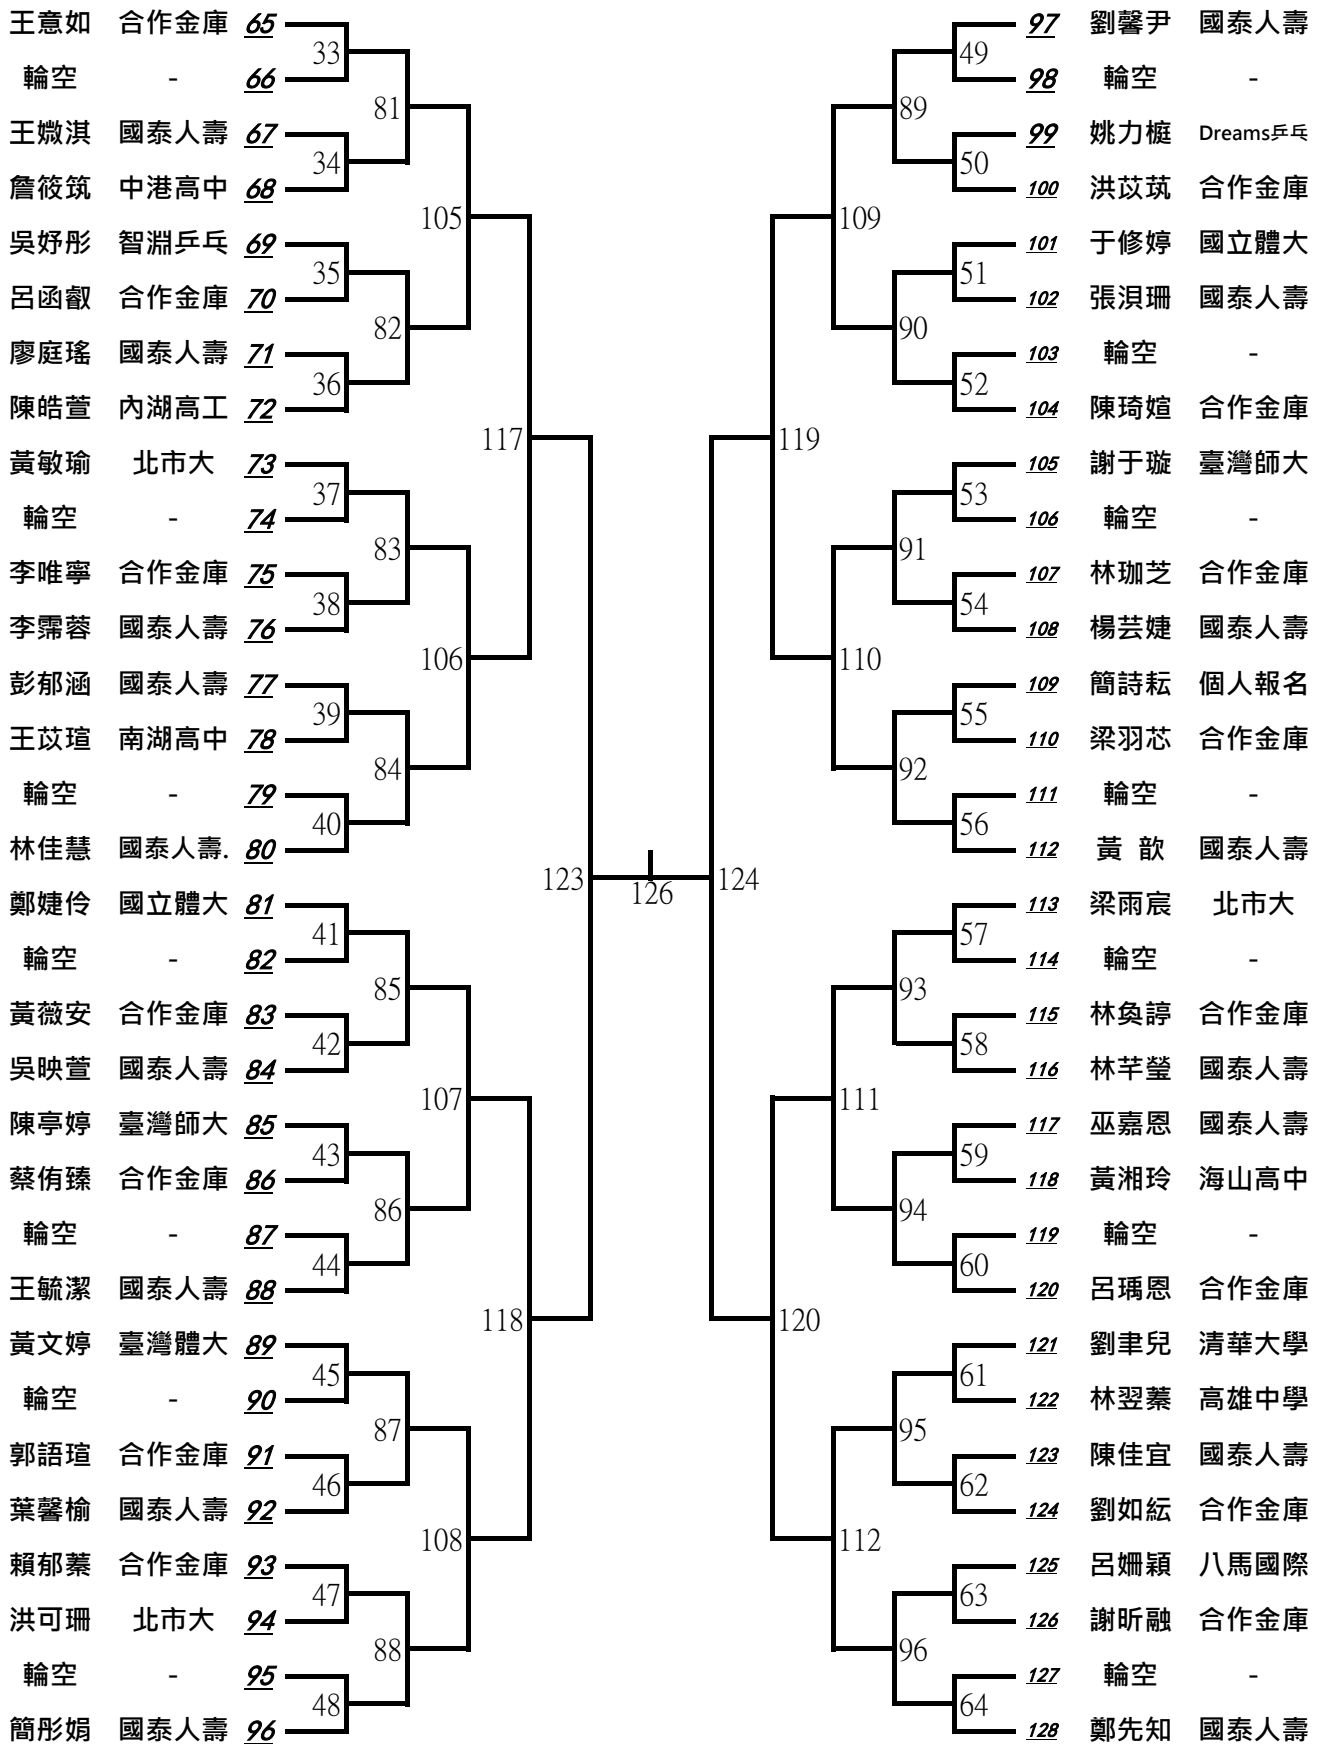 王意如 合作金庫 65
33
輪空 - 66
81
王媺淇 國泰人壽 67
34
詹筱筑 中港高中 68
105
吳妤彤 智淵乒乓 69
35
呂函叡 合作金庫 70
82
廖庭瑤 國泰人壽 71
36
陳皓萱 內湖高工 72
117
黃敏瑜 北市大 73
37
輪空 - 74
83
李唯寧 合作金庫 75
38
李霈蓉 國泰人壽 76
106
彭郁涵 國泰人壽 77
39
王苡瑄 南湖高中 78
84
輪空 - 79
40
林佳慧 國泰人壽. 80
123
鄭婕伶 國立體大 81
41
輪空 - 82
85
黃薇安 合作金庫 83
42
吳映萱 國泰人壽 84
107
陳亭婷 臺灣師大 85
43
蔡侑臻 合作金庫 86
86
輪空 - 87
44
王毓潔 國泰人壽 88
118
黃文婷 臺灣體大 89
45
輪空 - 90
87
郭語瑄 合作金庫 91
46
葉馨榆 國泰人壽 92
108
賴郁蓁 合作金庫 93
47
洪可珊 北市大 94
88
輪空 - 95
48
簡彤娟 國泰人壽 96
126
97 劉馨尹 國泰人壽
49
98 輪空 -
89
99 姚力榳 Dreams乒乓
50
100 洪苡茿 合作金庫
109
101 于修婷 國立體大
51
102 張浿珊 國泰人壽
90
103 輪空 -
52
104 陳琦媗 合作金庫
119
105 謝于璇 臺灣師大
53
106 輪空 -
91
107 林珈芝 合作金庫
54
108 楊芸婕 國泰人壽
110
109 簡詩耘 個人報名
55
110 梁羽芯 合作金庫
92
111 輪空 -
56
112 黃 歆 國泰人壽
124
113 梁雨宸 北市大
57
114 輪空 -
93
115 林奐諄 合作金庫
58
116 林芊瑩 國泰人壽
111
117 巫嘉恩 國泰人壽
59
118 黃湘玲 海山高中
94
119 輪空 -
60
120 呂瑀恩 合作金庫
120
121 劉聿兒 清華大學
61
122 林翌蓁 高雄中學
95
123 陳佳宜 國泰人壽
62
124 劉如紜 合作金庫
112
125 呂姍穎 八馬國際
63
126 謝昕融 合作金庫
96
127 輪空 -
64
128 鄭先知 國泰人壽